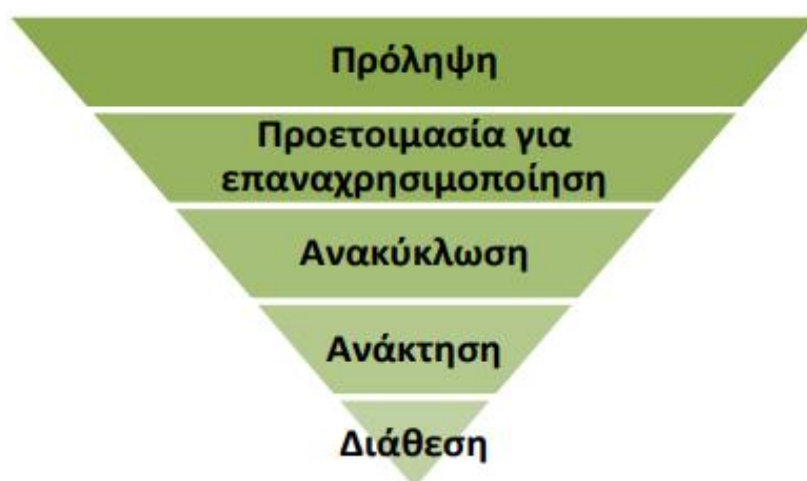 Πρόληψη
Προετοιμασία για
επαναχρησιμοποίηση
Ανακύκλωση
Ανάκτηση
Διάθεση